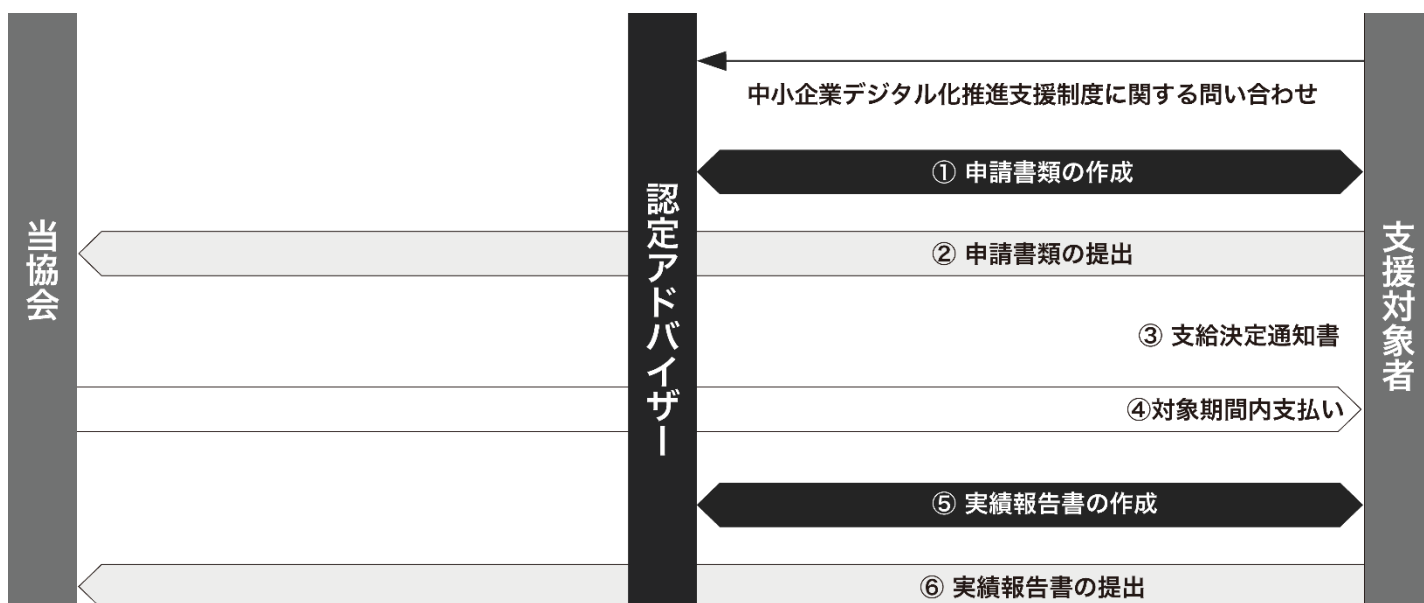 中小企業デジタル化推進支援制度に関する問い合わせ
① 申請書類の作成
当協会
認定アドバイザー
支援対象者
② 申請書類の提出
③ 支給決定通知書
④対象期間内支払い
⑤ 実績報告書の作成
⑥ 実績報告書の提出